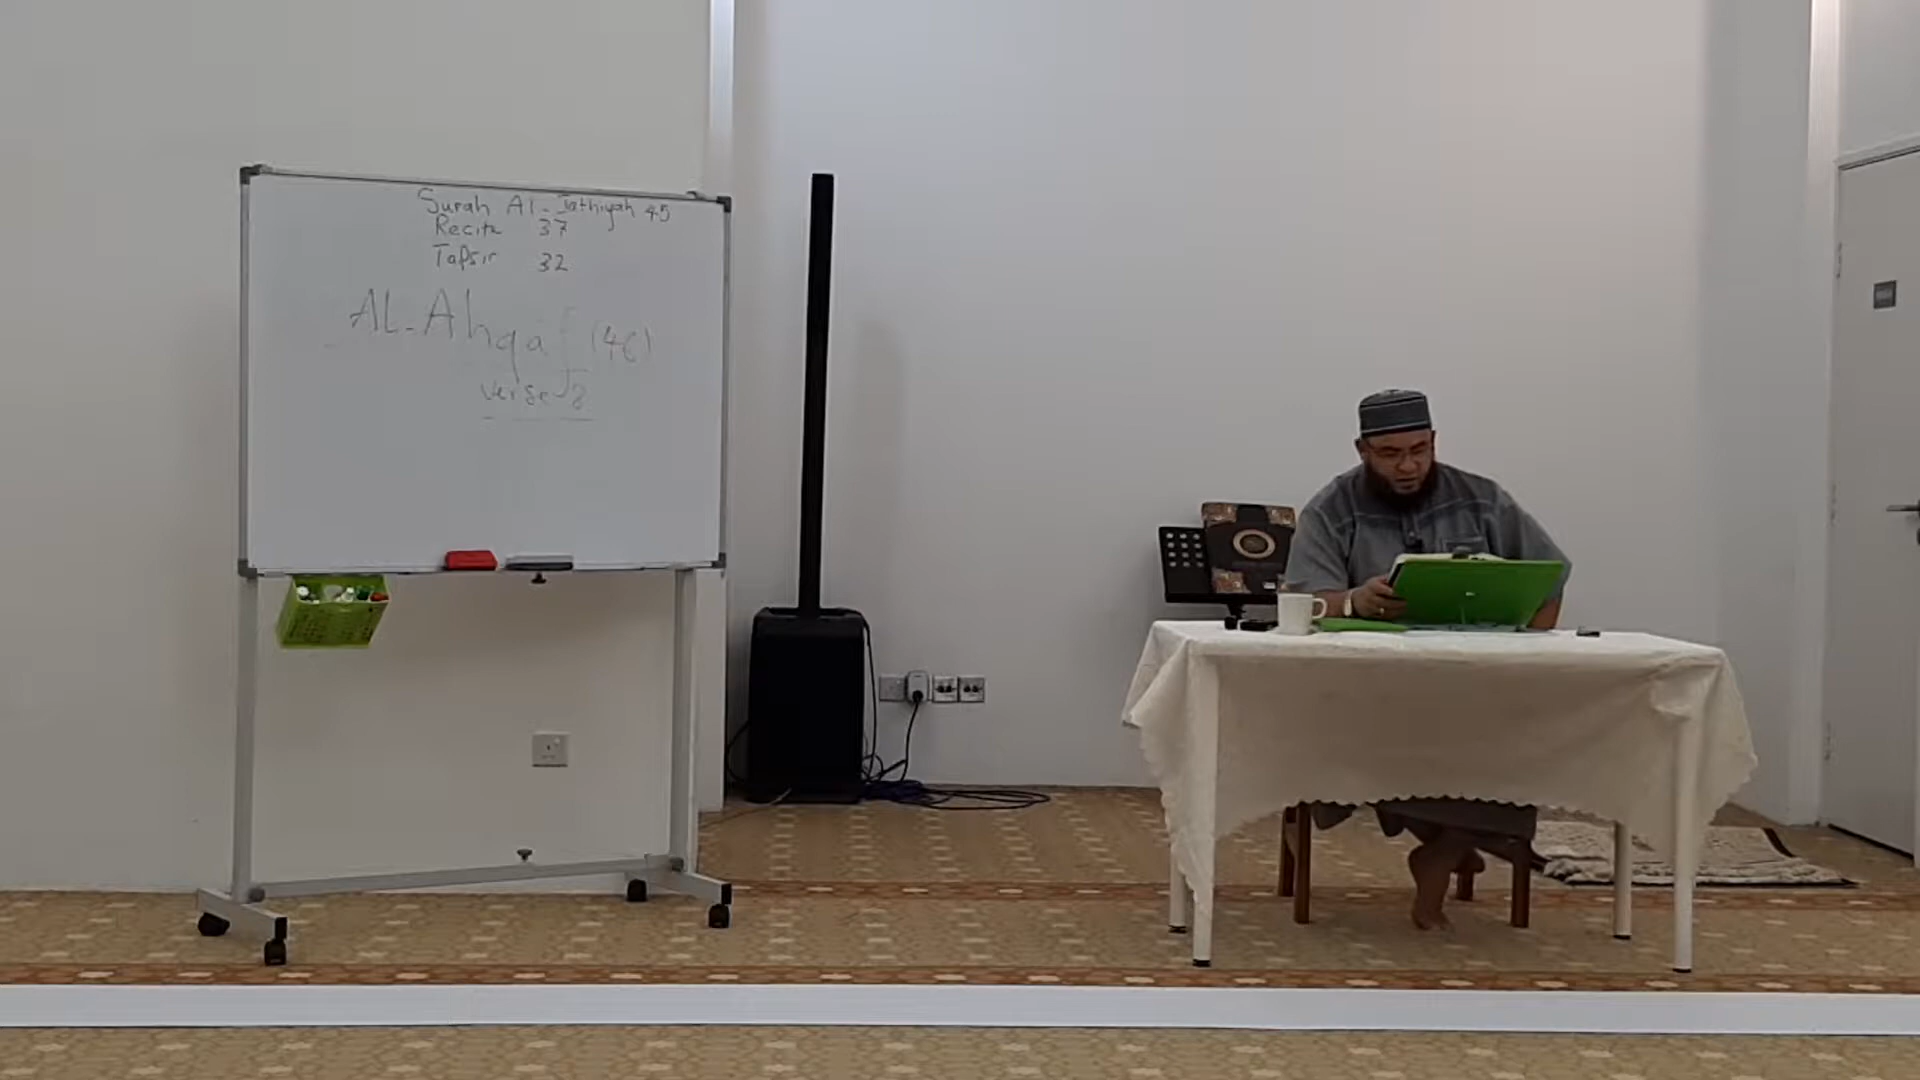 Surah Al-Jathiyah 45
Recite 37
Tafsir 32
AL-Ahqaf (46)
verse 8